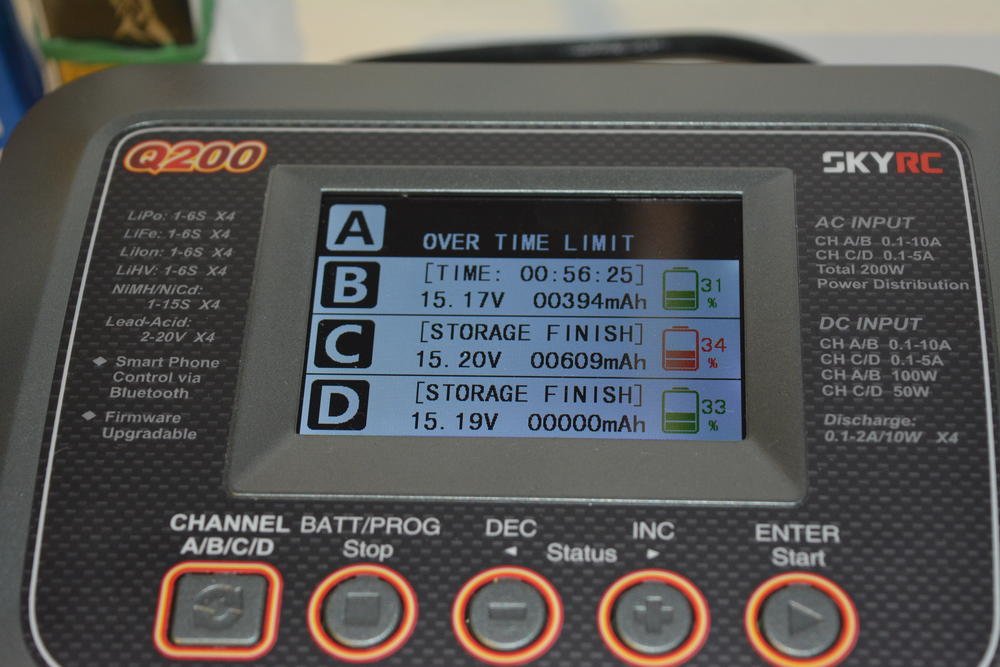 Q200
SKYRC
LiPo: 1-6S X4
LiFe: 1-6S X4
LiIon: 1-6S X4
LiHV: 1-6S X4
NiMH/NiCd:
1-15S X4
Lead-Acid:
2-20V X4
Smart Phone
Control via
Bluetooth
Firmware
Upgradable
A
OVER TIME LIMIT
B
[TIME: 00:56:25]
15.17V 00394mAh
31
%
C
[STORAGE FINISH]
15.20V 00609mAh
34
%
D
[STORAGE FINISH]
15.19V 00000mAh
33
%
AC INPUT
CH A/B 0.1-10A
CH C/D 0.1-5A
Total 200W
Power Distribution
DC INPUT
CH A/B 0.1-10A
CH C/D 0.1-5A
CH A/B 100W
CH C/D 50W
Discharge:
0.1-2A/10W X4
CHANNEL
A/B/C/D
BATT/PROG
Stop
DEC
Status
INC
ENTER
Start